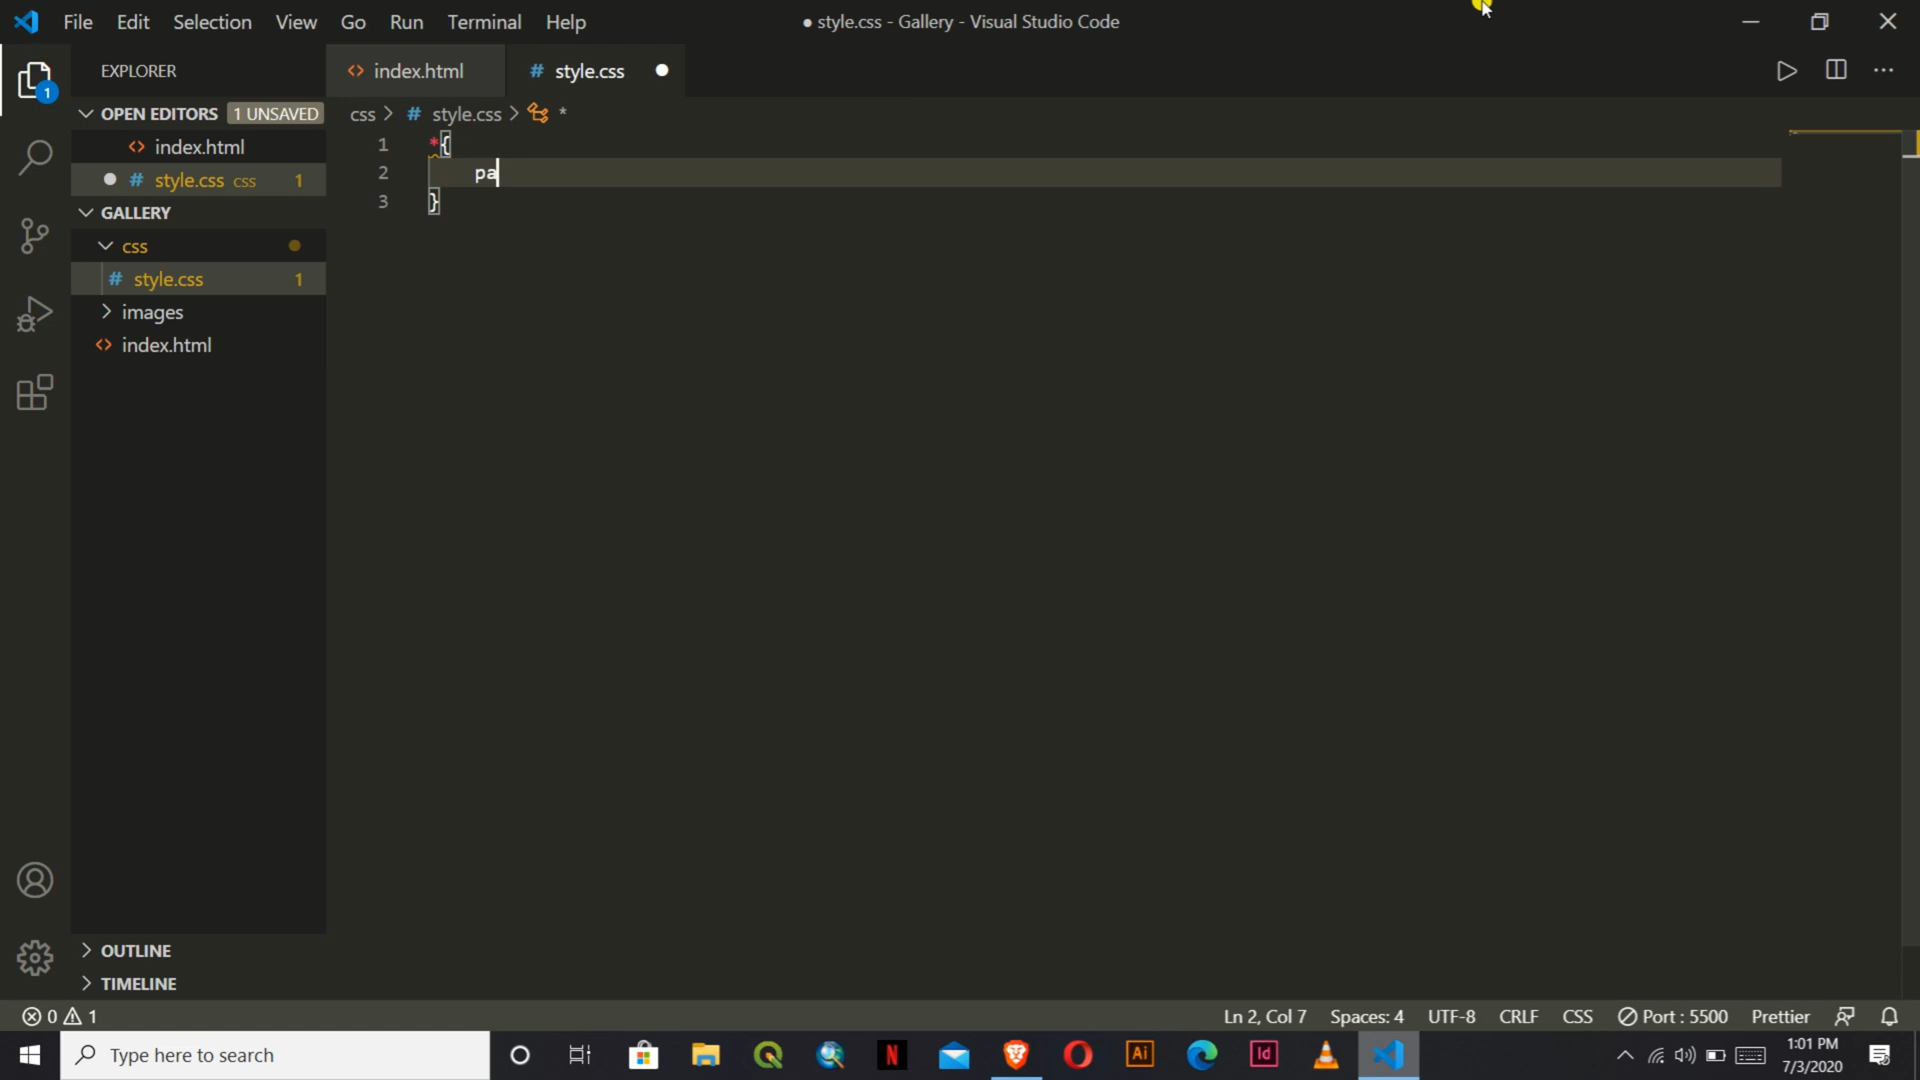 File Edit Selection View Go Run Terminal Help
● style.css - Gallery - Visual Studio Code
EXPLORER
index.html
style.css
OPEN EDITORS 1 UNSAVED
css > # style.css > *
index.html
style.css css 1
GALLERY
css
style.css 1
images
index.html
1 *{
2 pa
3 }
OUTLINE
TIMELINE
0 1
Ln 2, Col 7 Spaces: 4 UTF-8 CRLF CSS Port : 5500 Prettier
Type here to search
N
Ai
Id
1:01 PM
7/3/2020
1